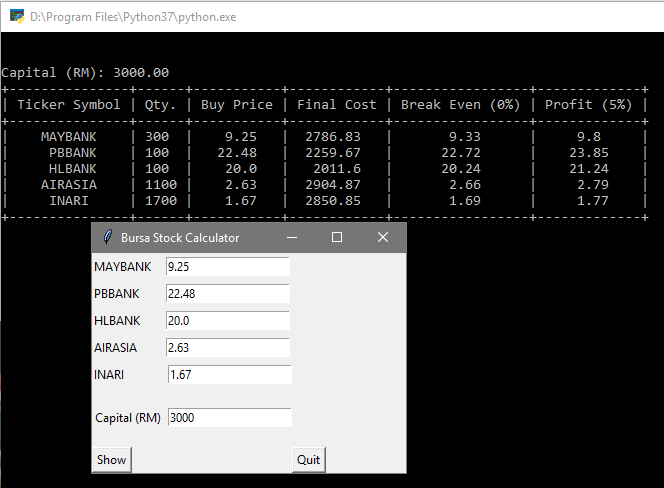 D:\Program Files\Python37\python.exe
Capital (RM): 3000.00
| Ticker Symbol | Qty. | Buy Price | Final Cost | Break Even (0%) | Profit (5%) |
| MAYBANK | 300 | 9.25 | 2786.83 | 9.33 | 9.8 |
| PBBANK | 100 | 22.48 | 2259.67 | 22.72 | 23.85 |
| HLBANK | 100 | 20.0 | 2011.6 | 20.24 | 21.24 |
| AIRASIA | 1100 | 2.63 | 2904.87 | 2.66 | 2.79 |
| INARI | 1700 | 1.67 | 2850.85 | 1.69 | 1.77 |
Bursa Stock Calculator
MAYBANK 9.25
PBBANK 22.48
HLBANK 20.0
AIRASIA 2.63
INARI 1.67
Capital (RM) 3000
Show Quit